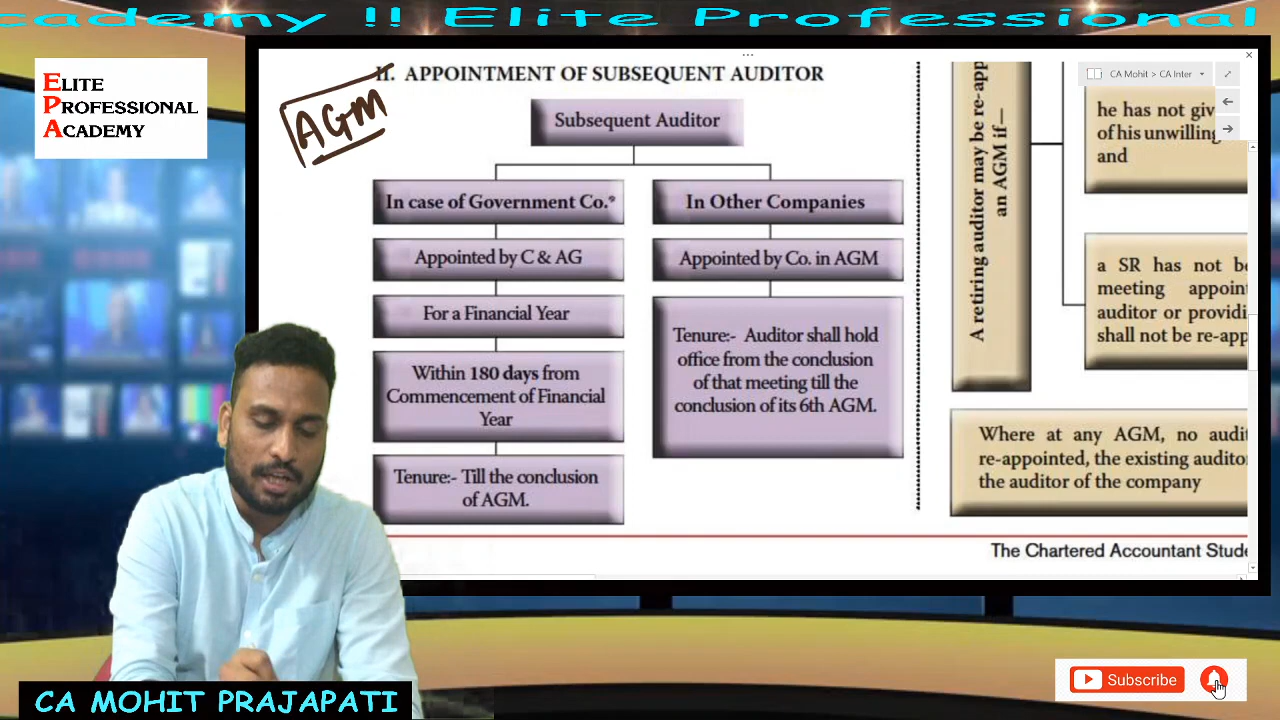 cademy !! Elite Professional
ELITE
PROFESSIONAL
ACADEMY
AGM
II. APPOINTMENT OF SUBSEQUENT AUDITOR
Subsequent Auditor
In case of Government Co.*
Appointed by C & AG
For a Financial Year
Within 180 days from
Commencement of Financial
Year
Tenure:- Till the conclusion
of AGM.
In Other Companies
Appointed by Co. in AGM
Tenure:- Auditor shall hold
office from the conclusion
of that meeting till the
conclusion of its 6th AGM.
A retiring auditor may be re-app
an AGM if—
CA Mohit > CA Inter
he has not giv
of his unwilling
and
a SR has not be
meeting appoint
auditor or providi
shall not be re-app
Where at any AGM, no audit
re-appointed, the existing auditor
the auditor of the company
The Chartered Accountant Stude
CA MOHIT PRAJAPATI
Subscribe